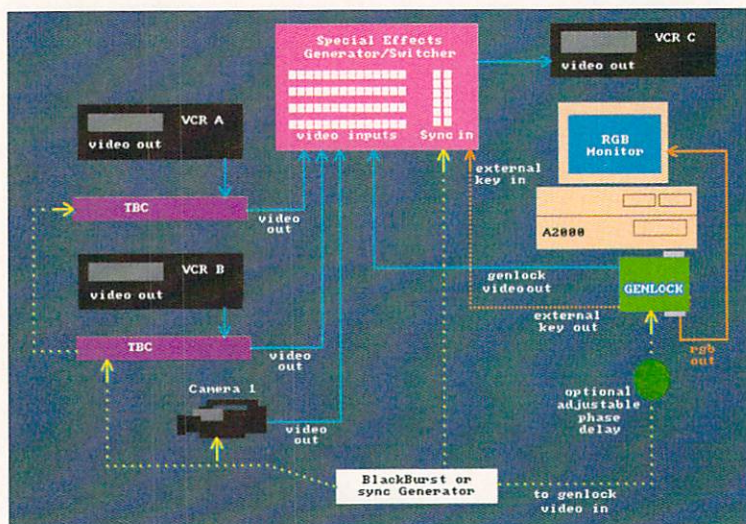 Special Effects
Generator/Switcher
video inputs
Sync in
VCR C
video out
VCR A
video out
TBC
video
out
VCR B
video out
TBC
video
out
Camera 1
video
out
external
key in
RGB
Monitor
A2000
genlock
video out
GENLOCK
external
key out
rgb
out
optional
adjustable
phase
delay
BlackBurst or
sync Generator
to genlock
video in